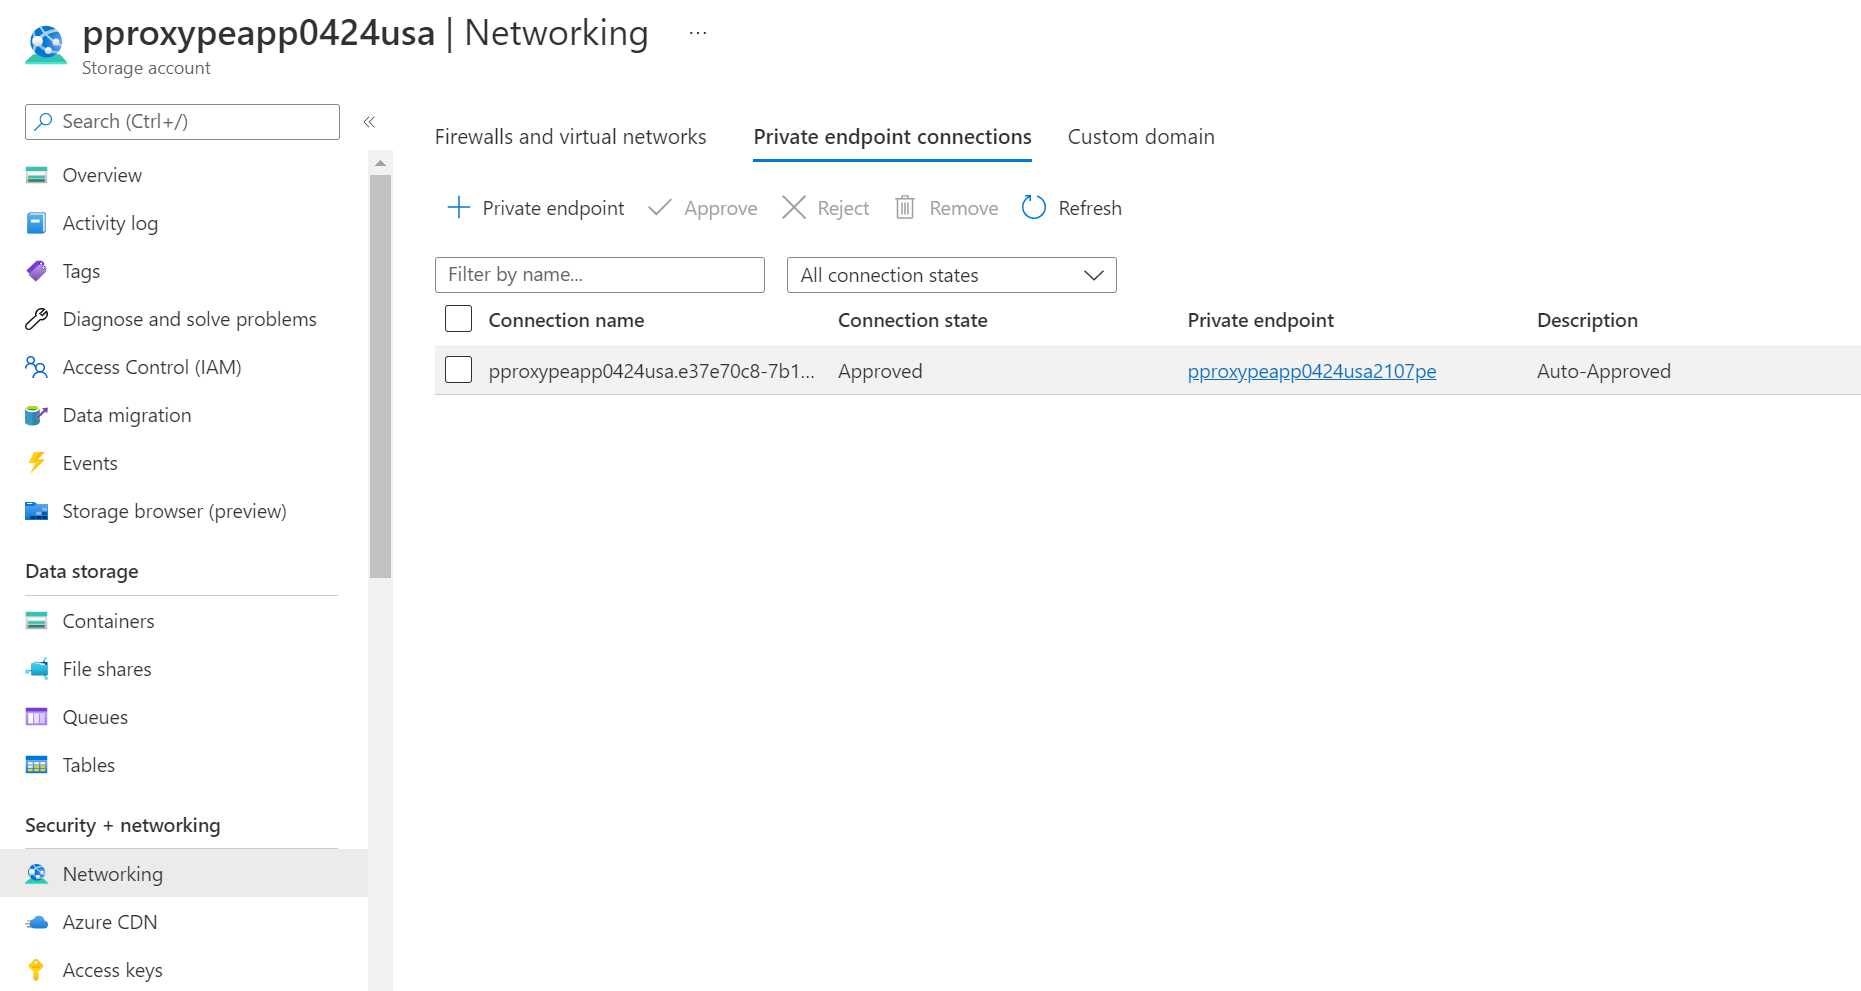 pproxypeapp0424usa | Networking ...
Storage account
Search (Ctrl+/)
«
Overview
Activity log
Tags
Diagnose and solve problems
Access Control (IAM)
Data migration
Events
Storage browser (preview)
Data storage
Containers
File shares
Queues
Tables
Security + networking
Networking
Azure CDN
Access keys
Firewalls and virtual networks Private endpoint connections Custom domain
Private endpoint Approve Reject Remove Refresh
Filter by name... All connection states
Connection name Connection state Private endpoint Description
pproxypeapp0424usa.e37e70c8-7b1... Approved pproxypeapp0424usa2107pe Auto-Approved